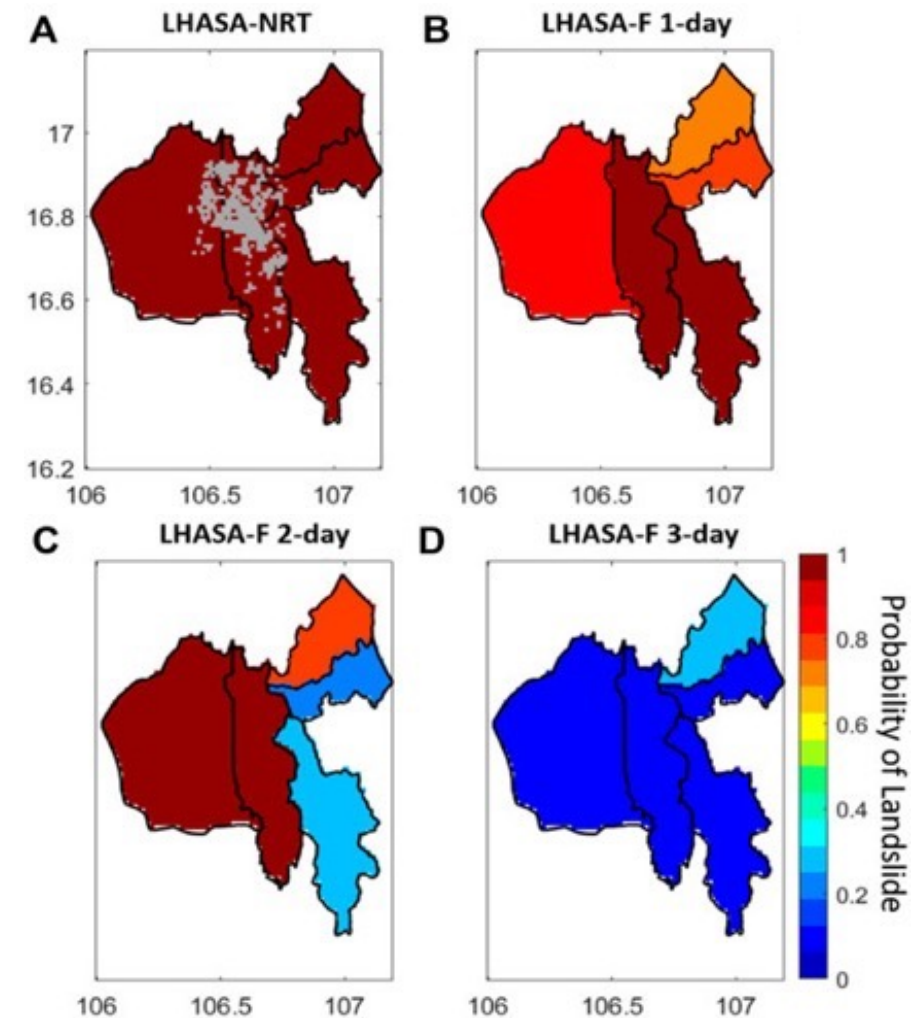 A
LHASA-NRT
B
LHASA-F 1-day
17
16.8
16.6
16.4
16.2
106
106.5
107
106
106.5
107
C
LHASA-F 2-day
D
LHASA-F 3-day
1
0.8
0.6
0.4
0.2
0
Probability of Landslide
106
106.5
107
106
106.5
107